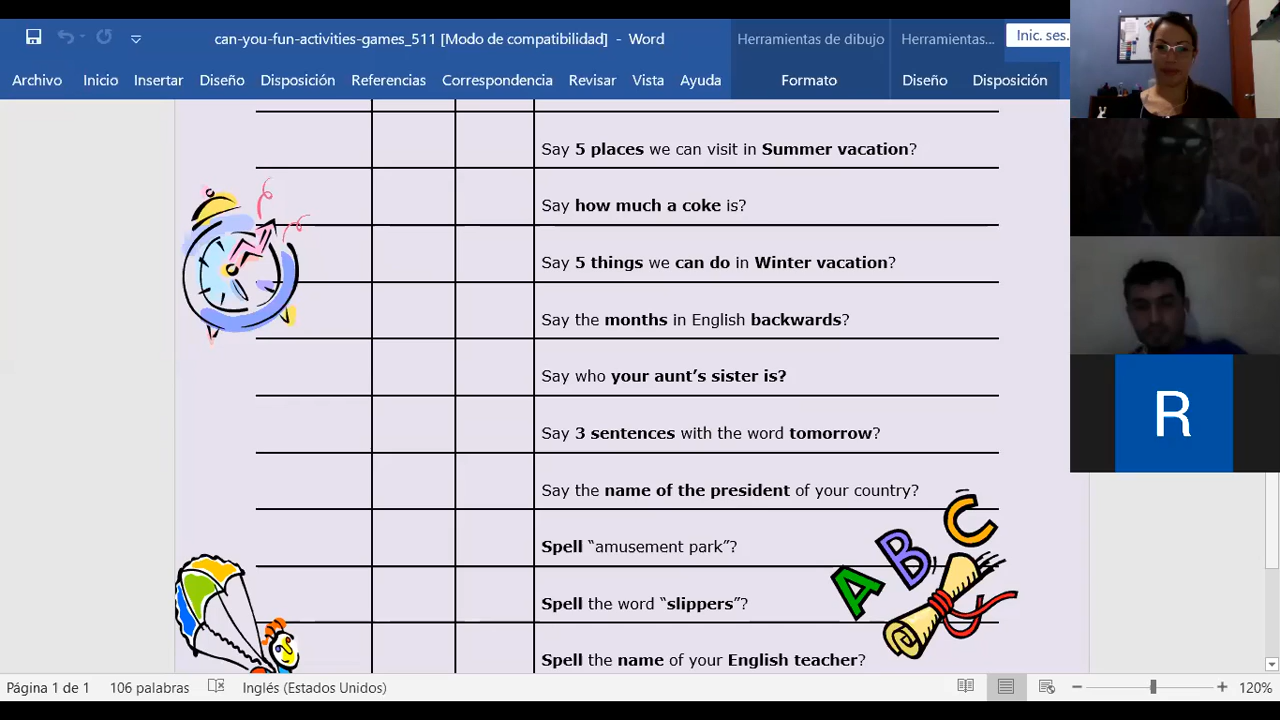 can-you-fun-activities-games_511 [Modo de compatibilidad] - Word
Herramientas de dibujo
Herramientas...
Inic. ses.
Archivo Inicio Insertar Diseño Disposición Referencias Correspondencia Revisar Vista Ayuda Formato Diseño Disposición
Say 5 places we can visit in Summer vacation?
Say how much a coke is?
Say 5 things we can do in Winter vacation?
Say the months in English backwards?
Say who your aunt’s sister is?
Say 3 sentences with the word tomorrow?
Say the name of the president of your country?
Spell “amusement park”?
Spell the word “slippers”?
Spell the name of your English teacher?
A B C
R
Página 1 de 1 106 palabras Inglés (Estados Unidos) 120%